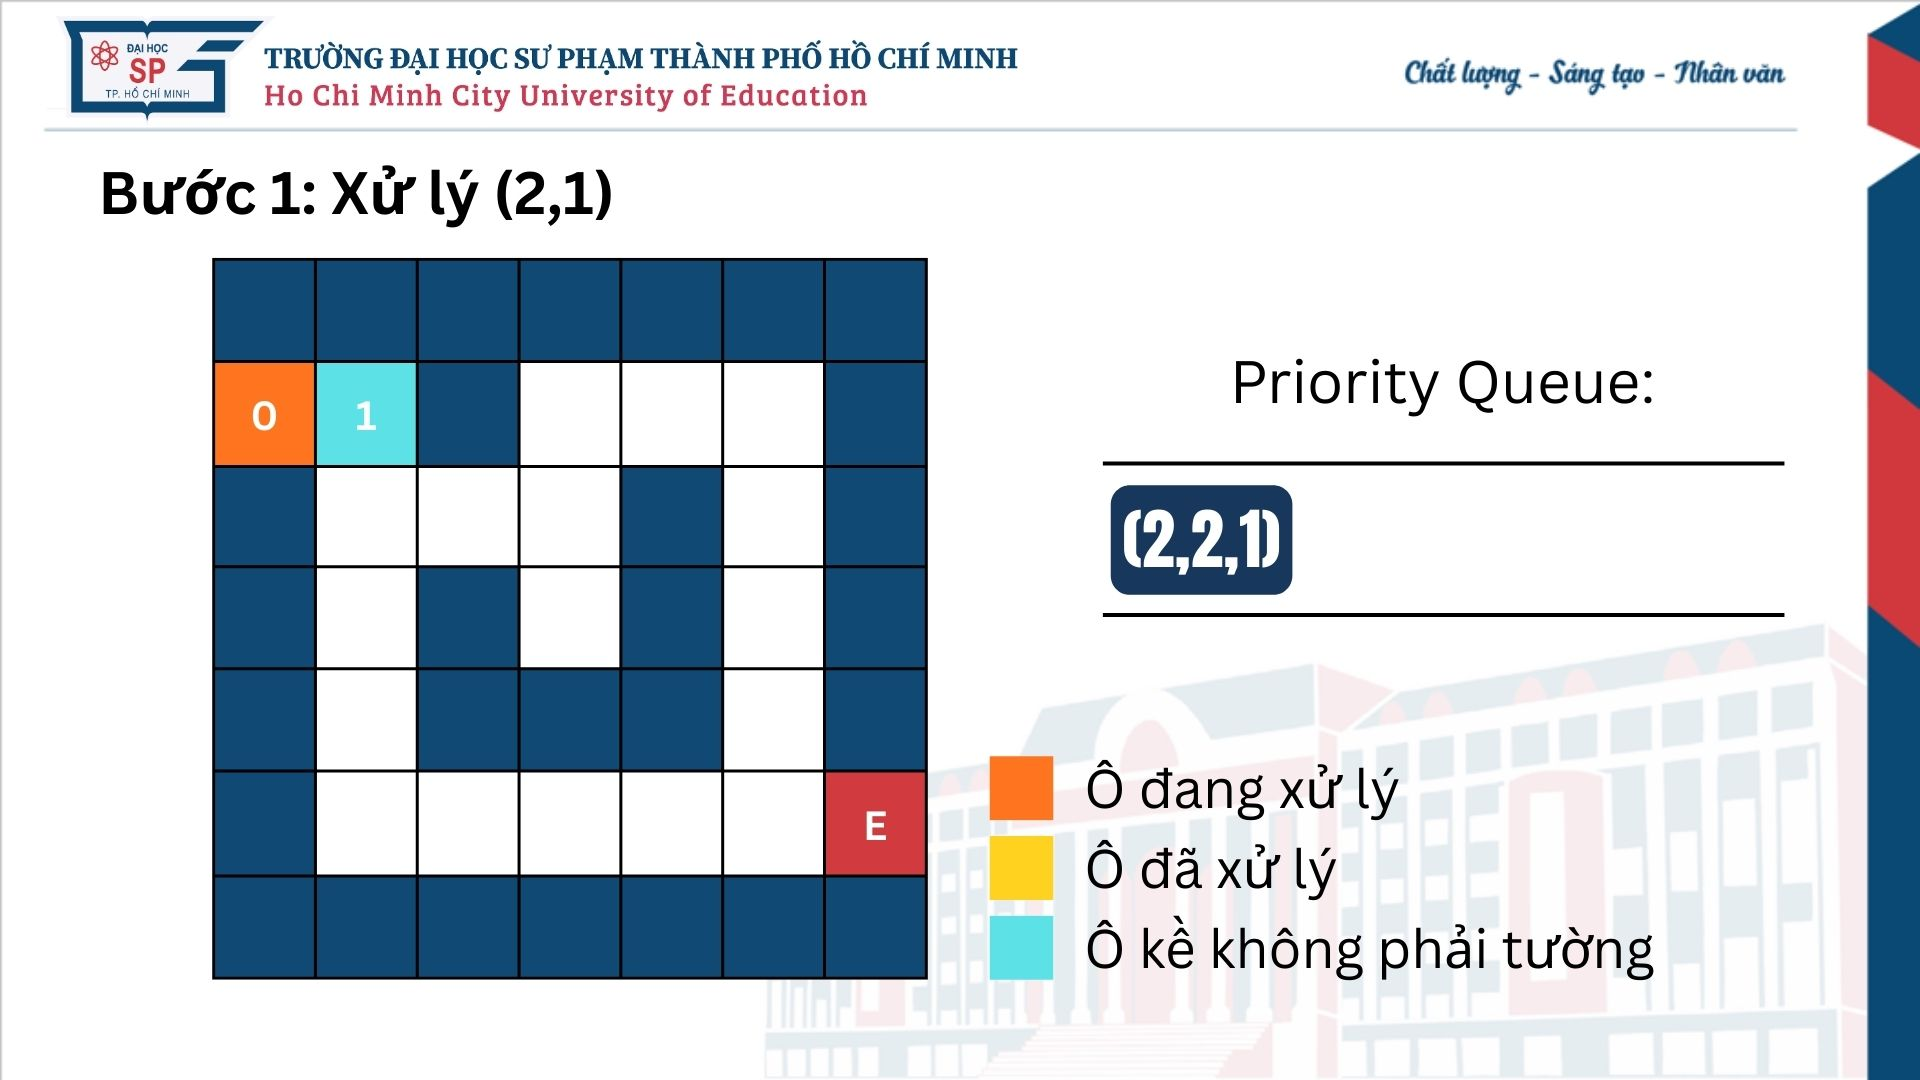 ĐẠI HỌC
SP
TP. HỒ CHÍ MINH
TRƯỜNG ĐẠI HỌC SƯ PHẠM THÀNH PHỐ HỒ CHÍ MINH
Ho Chi Minh City University of Education
Chất lượng - Sáng tạo - Nhân văn
Bước 1: Xử lý (2,1)
0 1
E
Priority Queue:
(2,2,1)
Ô đang xử lý
Ô đã xử lý
Ô kề không phải tường